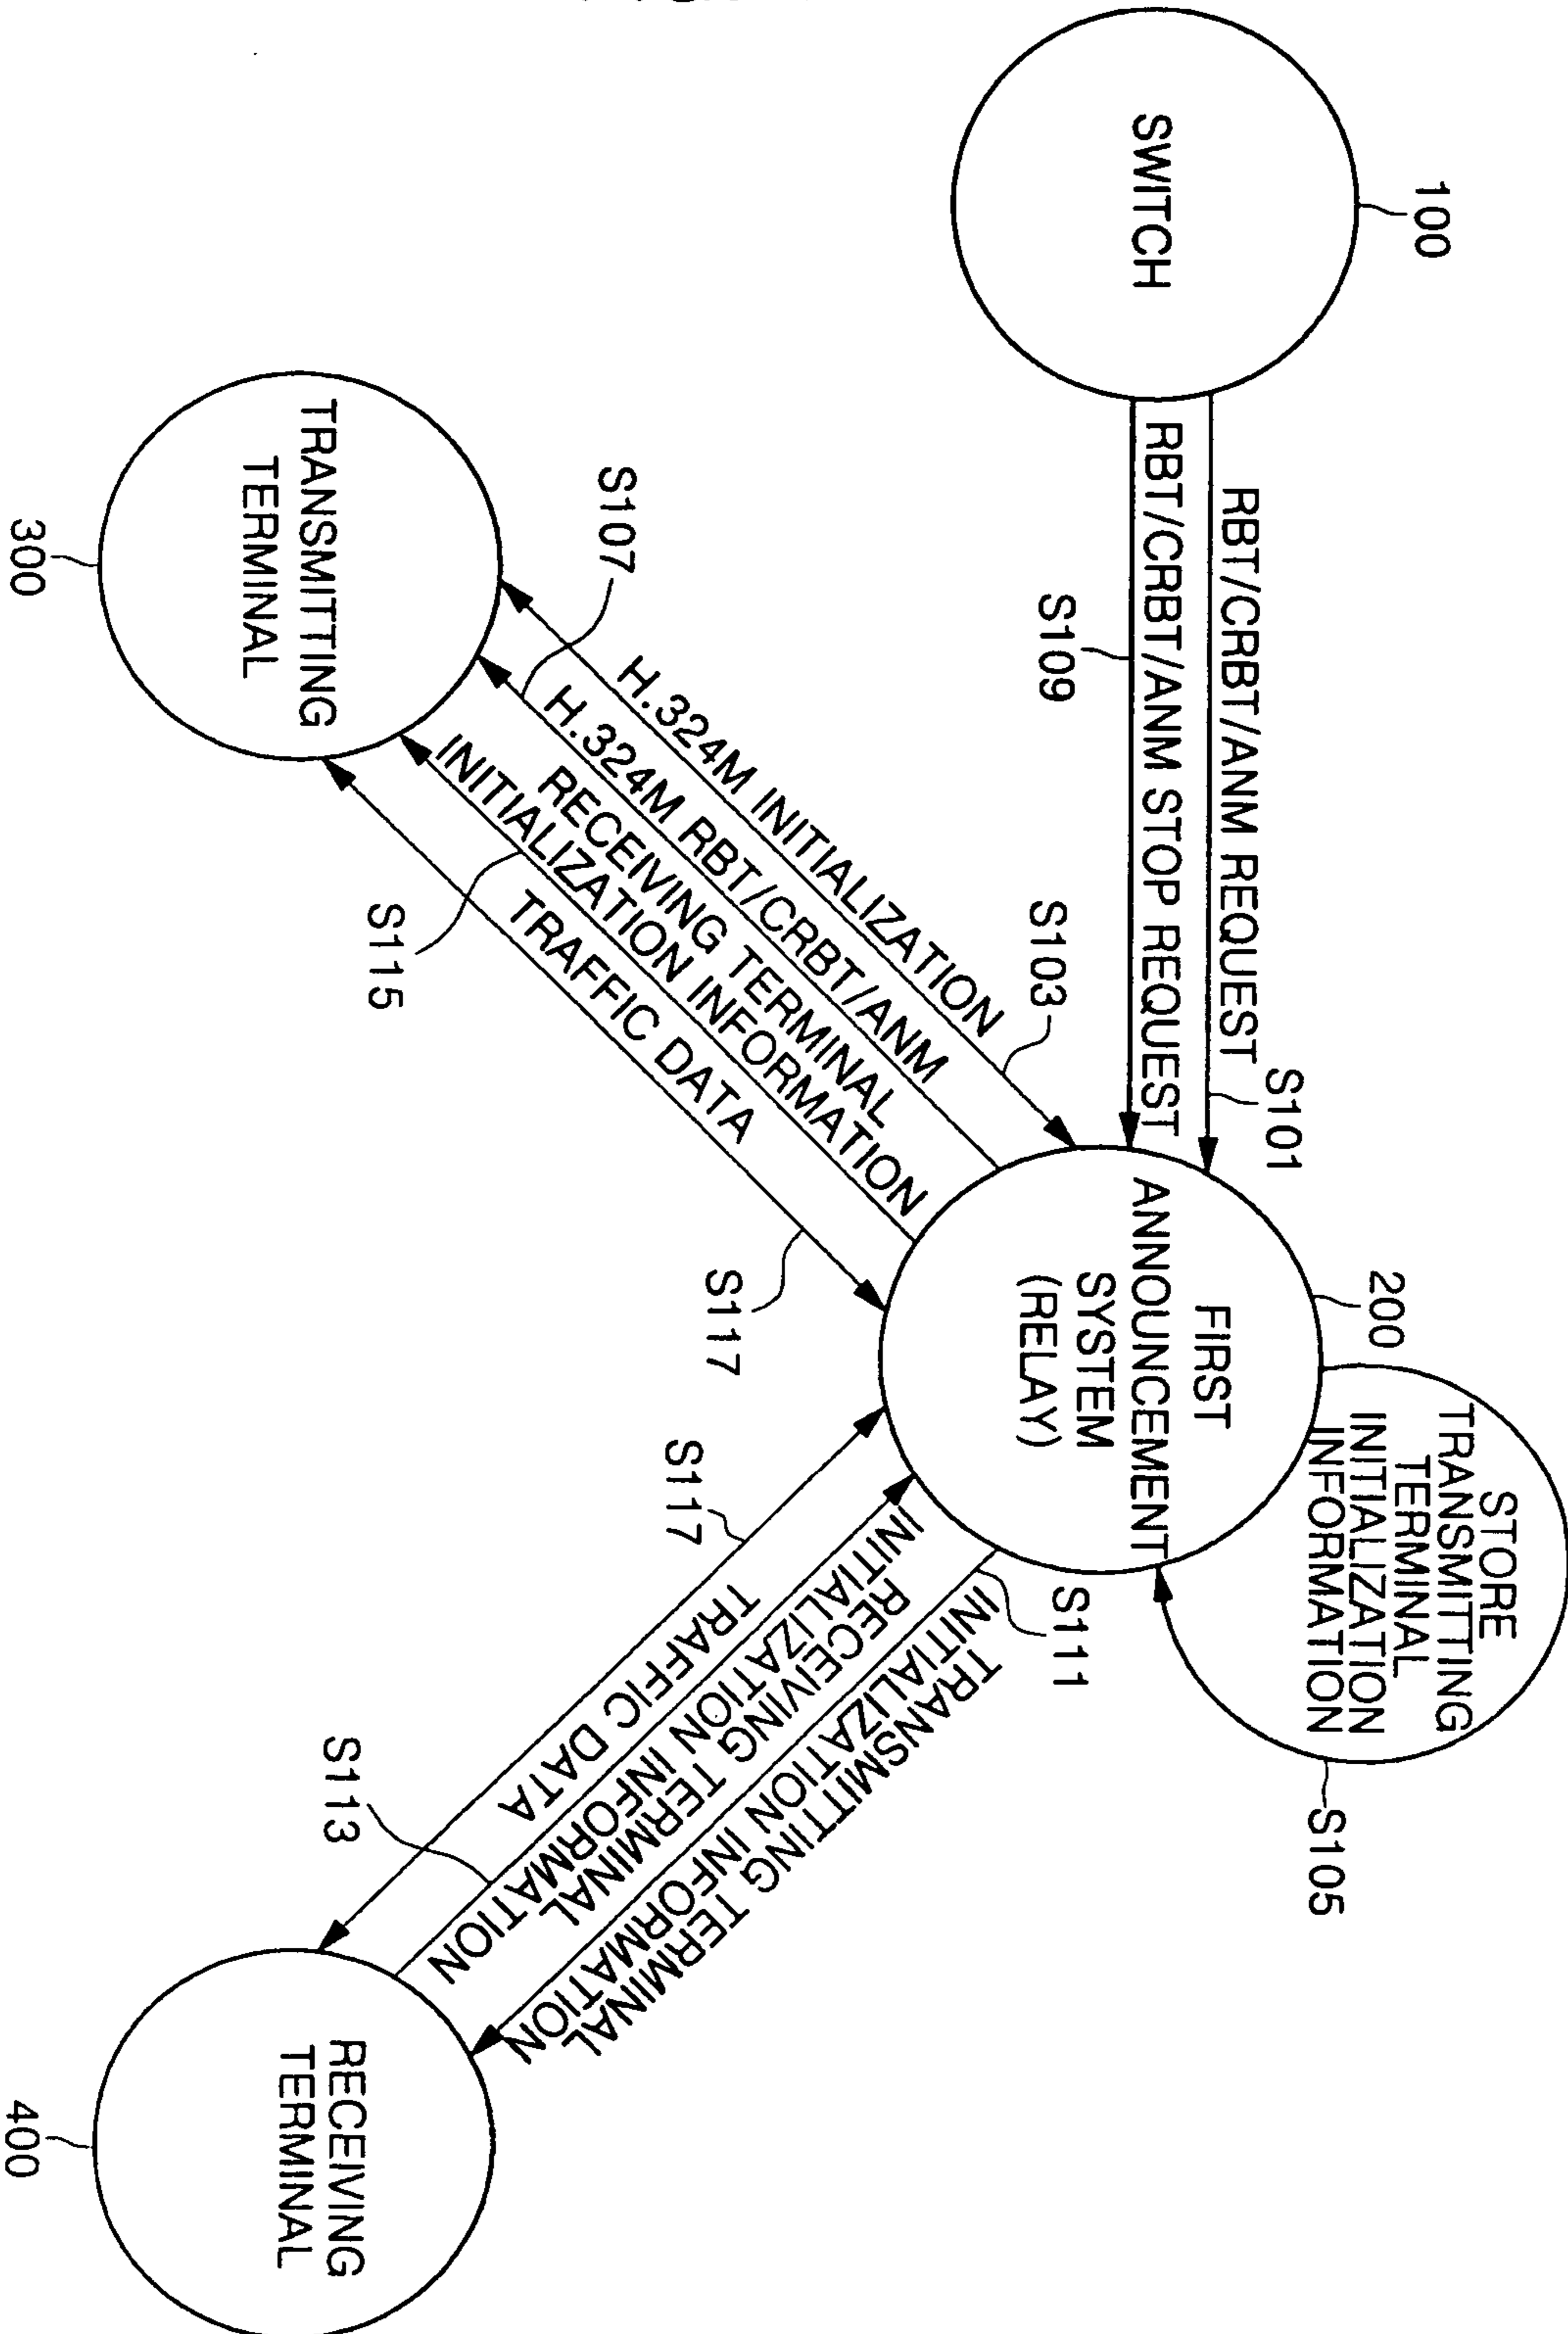 100
SWITCH
RBT/CRBT/ANM REQUEST
S101
RBT/CRBT/ANM STOP REQUEST
S109
200
FIRST
ANNOUNCEMENT
SYSTEM
(RELAY)
STORE
TRANSMITTING
TERMINAL
INITIALIZATION
INFORMATION
S105
H.324M INITIALIZATION
S103
H.324M RBT/CRBT/ANM
S107
RECEIVING TERMINAL
INITIALIZATION INFORMATION
S115
TRAFFIC DATA
S117
TRANSMITTING
TERMINAL
300
TRANSMITTING TERMINAL
INITIALIZATION INFORMATION
S111
RECEIVING TERMINAL
INITIALIZATION INFORMATION
S113
TRAFFIC DATA
S117
RECEIVING
TERMINAL
400